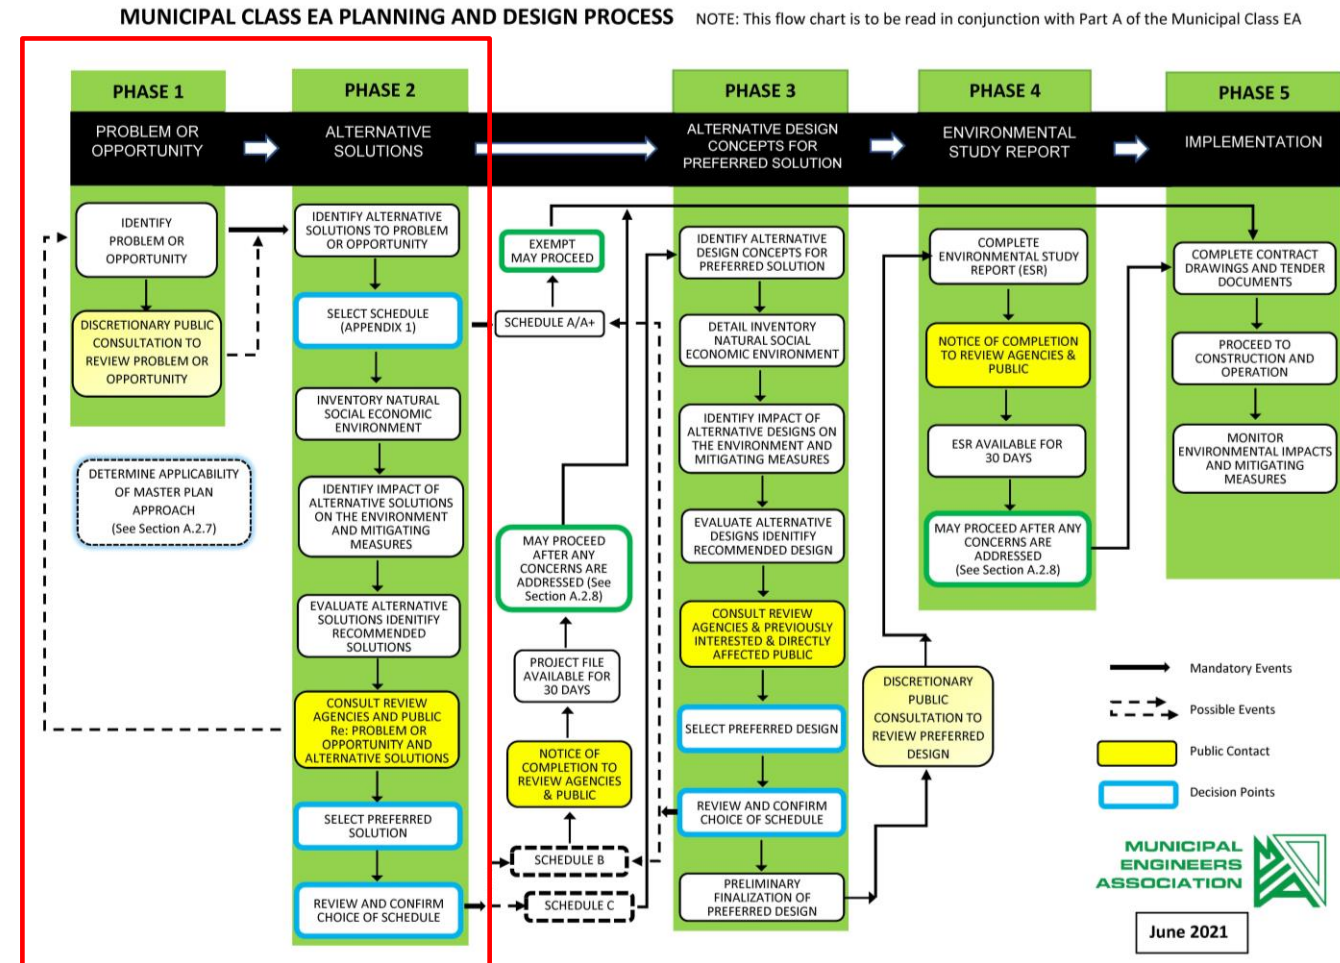 MUNICIPAL CLASS EA PLANNING AND DESIGN PROCESS
NOTE: This flow chart is to be read in conjunction with Part A of the Municipal Class EA
PHASE 1
PROBLEM OR
OPPORTUNITY
IDENTIFY
PROBLEM OR
OPPORTUNITY
DISCRETIONARY PUBLIC
CONSULTATION TO
REVIEW PROBLEM OR
OPPORTUNITY
DETERMINE APPLICABILITY
OF MASTER PLAN
APPROACH
(See Section A.2.7)
PHASE 2
ALTERNATIVE
SOLUTIONS
IDENTIFY ALTERNATIVE
SOLUTIONS TO PROBLEM
OR OPPORTUNITY
SELECT SCHEDULE
(APPENDIX 1)
INVENTORY NATURAL
SOCIAL ECONOMIC
ENVIRONMENT
IDENTIFY IMPACT OF
ALTERNATIVE SOLUTIONS
ON THE ENVIRONMENT
AND MITIGATING
MEASURES
EVALUATE ALTERNATIVE
SOLUTIONS IDENITIFY
RECOMMENDED
SOLUTIONS
CONSULT REVIEW
AGENCIES AND PUBLIC
Re: PROBLEM OR
OPPORTUNITY AND
ALTERNATIVE SOLUTIONS
SELECT PREFERRED
SOLUTION
REVIEW AND CONFIRM
CHOICE OF SCHEDULE
EXEMPT
MAY PROCEED
SCHEDULE A/A+
MAY PROCEED
AFTER ANY
CONCERNS ARE
ADDRESSED (See
Section A.2.8)
PROJECT FILE
AVAILABLE FOR
30 DAYS
NOTICE OF
COMPLETION TO
REVIEW AGENCIES
& PUBLIC
SCHEDULE B
SCHEDULE C
PHASE 3
ALTERNATIVE DESIGN
CONCEPTS FOR
PREFERRED SOLUTION
IDENTIFY ALTERNATIVE
DESIGN CONCEPTS FOR
PREFERRED SOLUTION
DETAIL INVENTORY
NATURAL SOCIAL
ECONOMIC ENVIRONMENT
IDENTIFY IMPACT OF
ALTERNATIVE DESIGNS ON
THE ENVIRONMENT AND
MITIGATING MEASURES
EVALUATE ALTERNATIVE
DESIGNS IDENITIFY
RECOMMENDED DESIGN
CONSULT REVIEW
AGENCIES & PREVIOUSLY
INTERESTED & DIRECTLY
AFFECTED PUBLIC
SELECT PREFERRED DESIGN
REVIEW AND CONFIRM
CHOICE OF SCHEDULE
PRELIMINARY
FINALIZATION OF
PREFERRED DESIGN
DISCRETIONARY
PUBLIC
CONSULTATION TO
REVIEW PREFERRED
DESIGN
PHASE 4
ENVIRONMENTAL
STUDY REPORT
COMPLETE
ENVIRONMENTAL STUDY
REPORT (ESR)
NOTICE OF COMPLETION
TO REVIEW AGENCIES &
PUBLIC
ESR AVAILABLE FOR
30 DAYS
MAY PROCEED AFTER ANY
CONCERNS ARE
ADDRESSED
(See Section A.2.8)
PHASE 5
IMPLEMENTATION
COMPLETE CONTRACT
DRAWINGS AND TENDER
DOCUMENTS
PROCEED TO
CONSTRUCTION AND
OPERATION
MONITOR
ENVIRONMENTAL IMPACTS
AND MITIGATING
MEASURES
Mandatory Events
Possible Events
Public Contact
Decision Points
MUNICIPAL
ENGINEERS
ASSOCIATION
June 2021